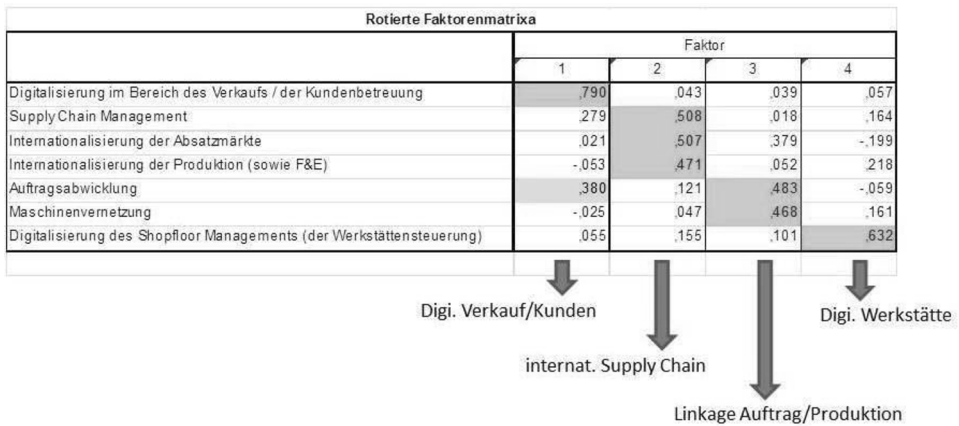 Rotierte Faktorenmatrixa
Faktor
1 2 3 4
Digitalisierung im Bereich des Verkaufs / der Kundenbetreuung ,790 ,043 ,039 ,057
Supply Chain Management ,279 ,508 ,018 ,164
Internationalisierung der Absatzmärkte ,021 ,507 ,379 -,199
Internationalisierung der Produktion (sowie F&E) -,053 ,471 ,052 ,218
Auftragsabwicklung ,380 ,121 ,483 -,059
Maschinenvernetzung -,025 ,047 ,468 ,161
Digitalisierung des Shopfloor Managements (der Werkstättensteuerung) ,055 ,155 ,101 ,632
Digi. Verkauf/Kunden
Digi. Werkstätte
internat. Supply Chain
Linkage Auftrag/Produktion